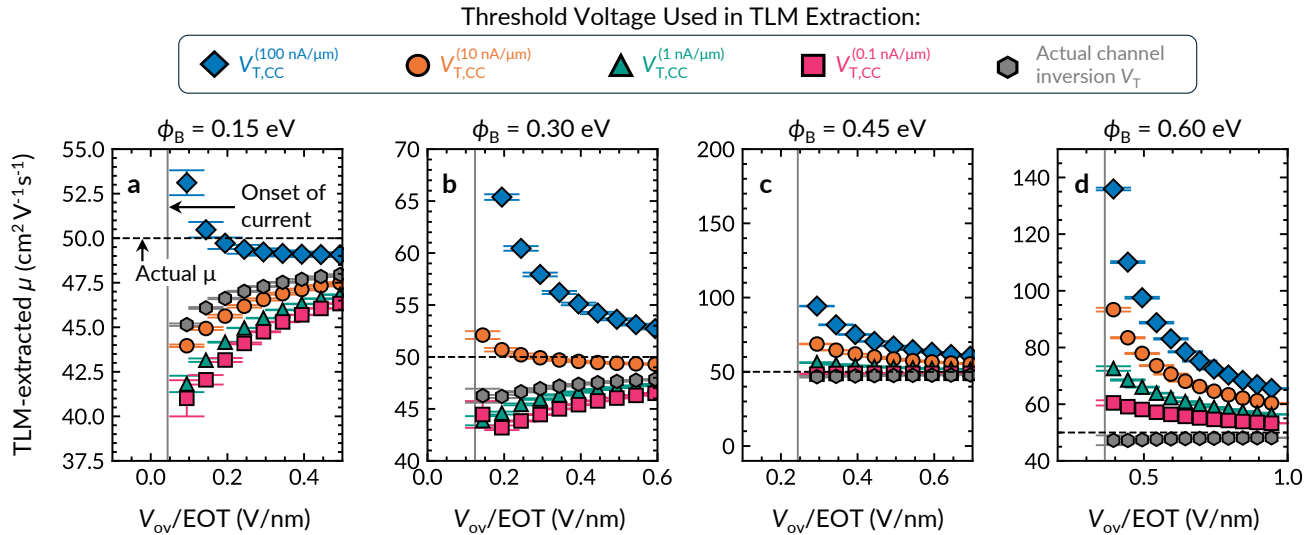 Threshold Voltage Used in TLM Extraction:
V_T,CC^(100 nA/μm) V_T,CC^(10 nA/μm) V_T,CC^(1 nA/μm) V_T,CC^(0.1 nA/μm) Actual channel
inversion V_T
ϕ_B = 0.15 eV ϕ_B = 0.30 eV ϕ_B = 0.45 eV ϕ_B = 0.60 eV
TLM-extracted μ (cm² V⁻¹ s⁻¹)
55.0
52.5
50.0
47.5
45.0
42.5
40.0
37.5
a
Onset of
current
Actual μ
0.0 0.2 0.4
V_ov/EOT (V/nm)
70
65
60
55
50
45
40
b
0.0 0.2 0.4 0.6
V_ov/EOT (V/nm)
200
150
100
50
0
c
0.0 0.2 0.4 0.6
V_ov/EOT (V/nm)
140
120
100
80
60
40
d
0.5 1.0
V_ov/EOT (V/nm)